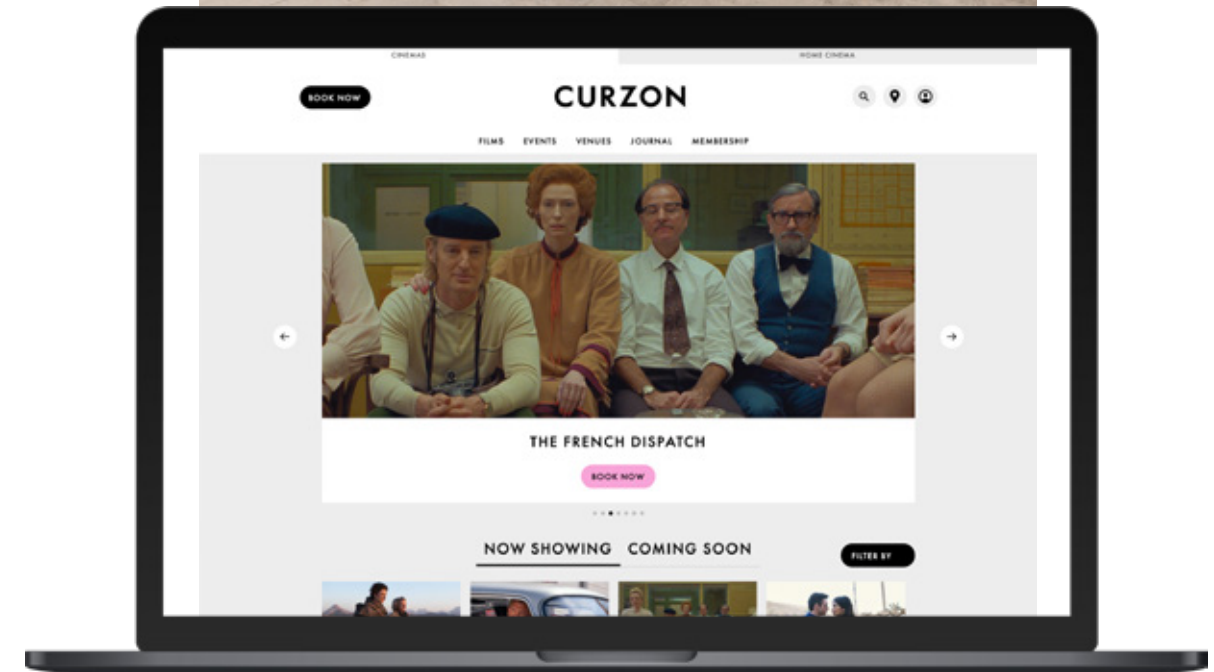 CINEMAS HOME CINEMA
BOOK NOW CURZON
FILMS EVENTS VENUES JOURNAL MEMBERSHIP
THE FRENCH DISPATCH
BOOK NOW
NOW SHOWING COMING SOON FILTER BY